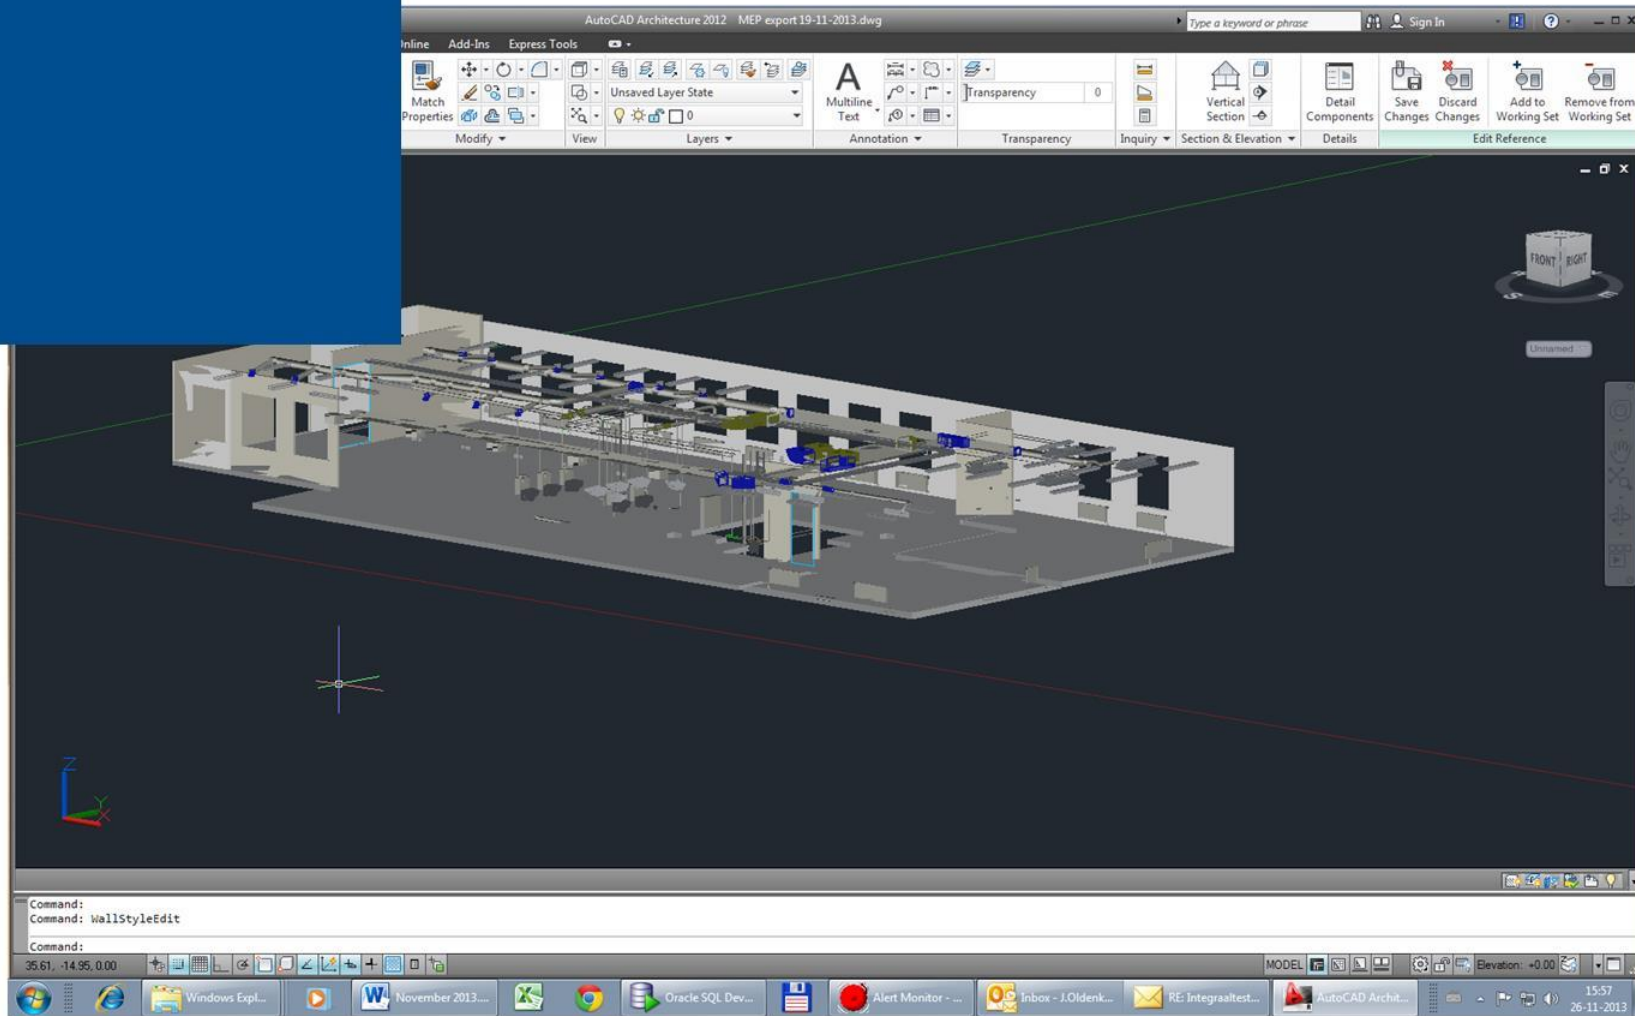 AutoCAD Architecture 2012 MEP export 19-11-2013.dwg
Type a keyword or phrase
Sign In
nline Add-Ins Express Tools
Match Properties
Unsaved Layer State
0
Multiline Text
Transparency 0
Vertical Section
Detail Components
Save Changes
Discard Changes
Add to Working Set
Remove from Working Set
Modify View Layers Annotation Transparency Inquiry Section & Elevation Details Edit Reference
FRONT RIGHT
S E
Unnamed
Z
Y
X
Command:
Command: WallStyleEdit
Command:
35.61, -14.95, 0.00
MODEL
Elevation: +0.00
Windows Expl...
November 2013....
Oracle SQL Dev...
Alert Monitor - ...
Inbox - J.Oldenk...
RE: Integraaltest...
AutoCAD Archit...
15:57
26-11-2013